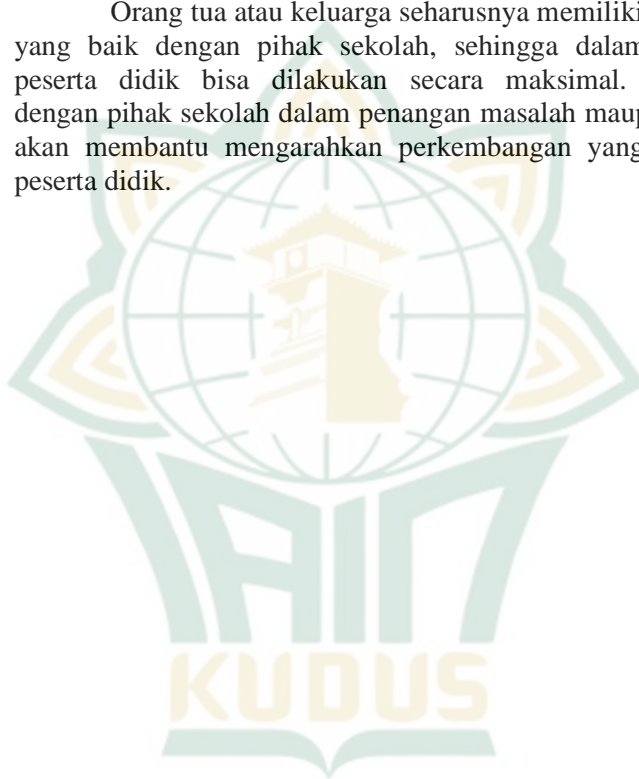 Orang tua atau keluarga seharusnya memiliki
yang baik dengan pihak sekolah, sehingga dalam
peserta didik bisa dilakukan secara maksimal.
dengan pihak sekolah dalam penangan masalah
akan membantu mengarahkan perkembangan yang
peserta didik.
IAIN
KUDUS